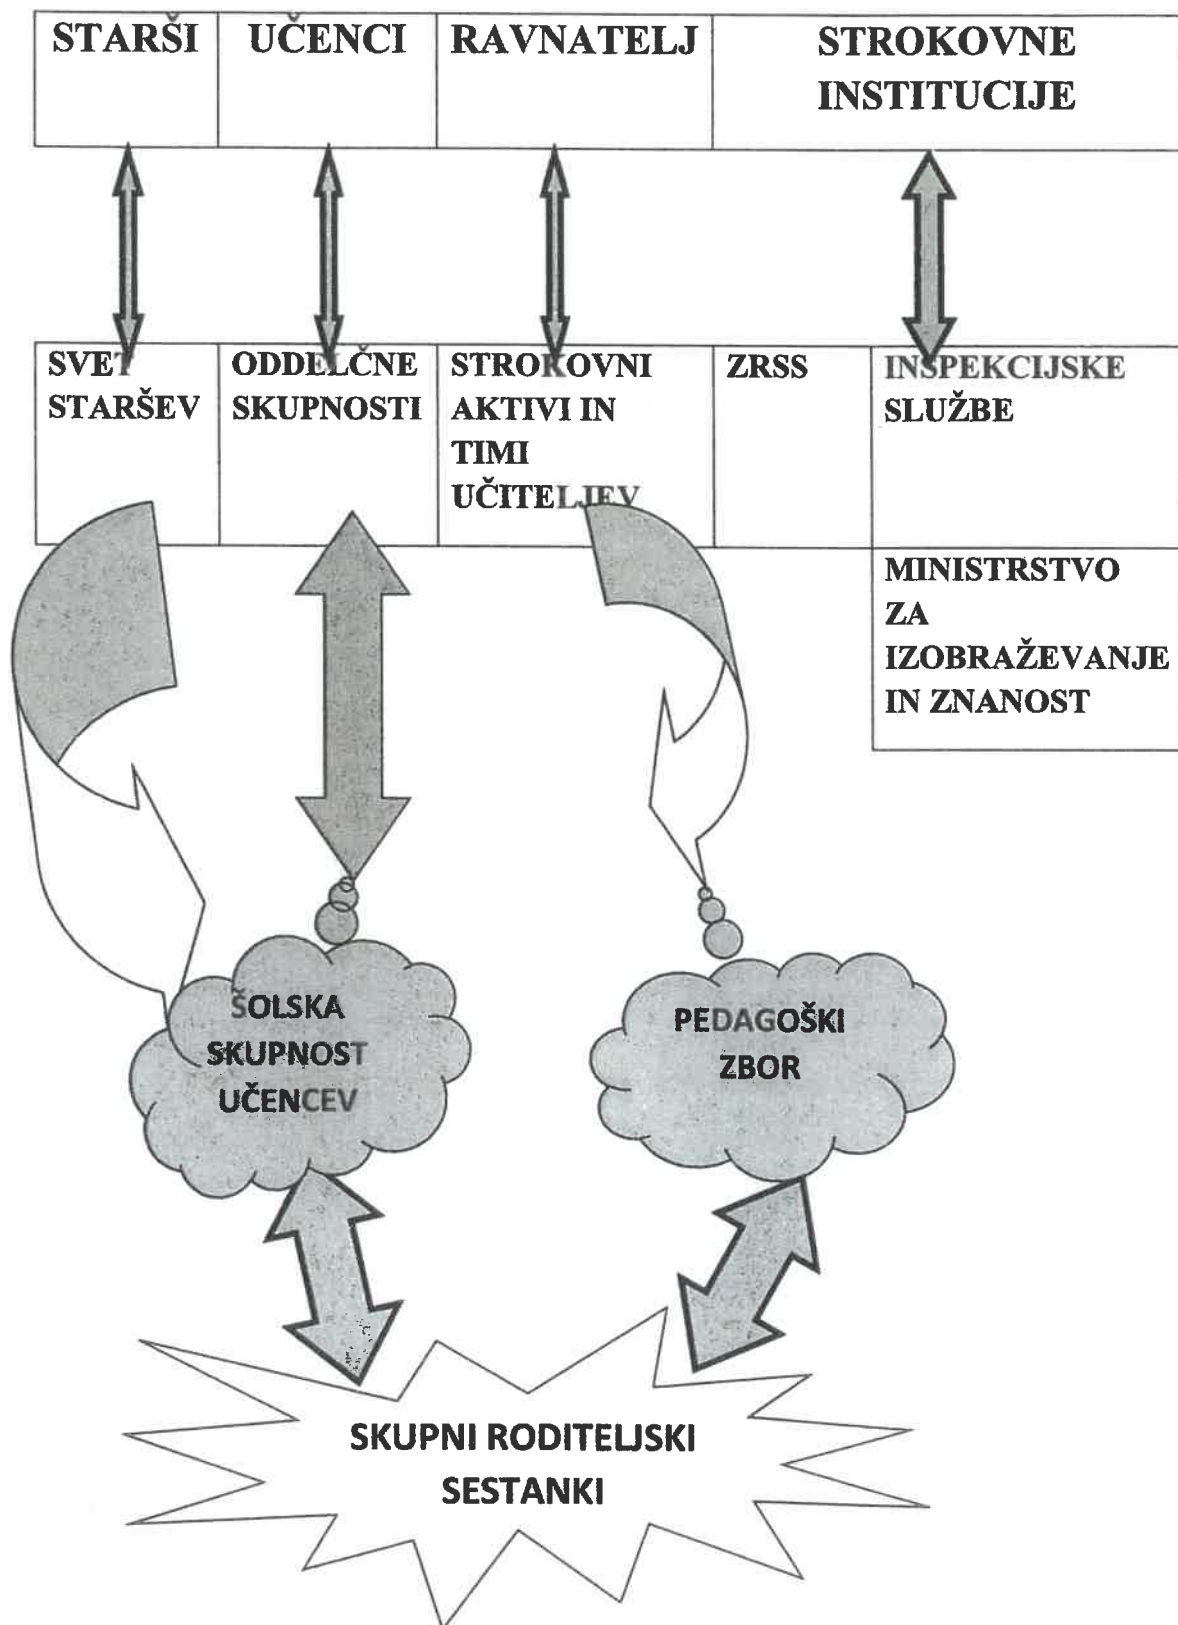 STARŠI
UČENCI
RAVNATELJ
STROKOVNE
INSTITUCIJE
SVET
STARŠEV
ODDELČNE
SKUPNOSTI
STROKOVNI
AKTIVI IN
TIMI
UČITELJEV
ZRSS
INŠPEKCIJSKE
SLUŽBE
MINISTRSTVO
ZA
IZOBRAŽEVANJE
IN ZNANOST
ŠOLSKA
SKUPNOST
UČENCEV
PEDAGOŠKI
ZBOR
SKUPNI RODITELJSKI
SESTANKI